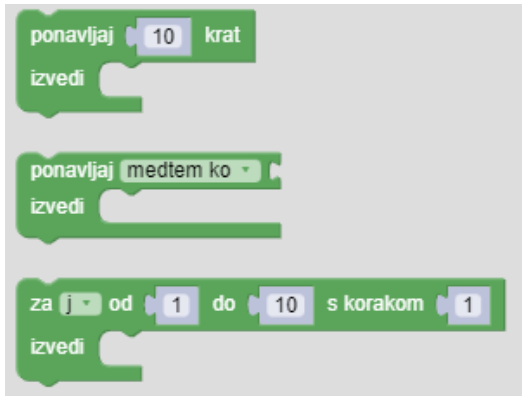 ponavljaj 10 krat
izvedi
ponavljaj medtem ko
izvedi
za j od 1 do 10 s korakom 1
izvedi